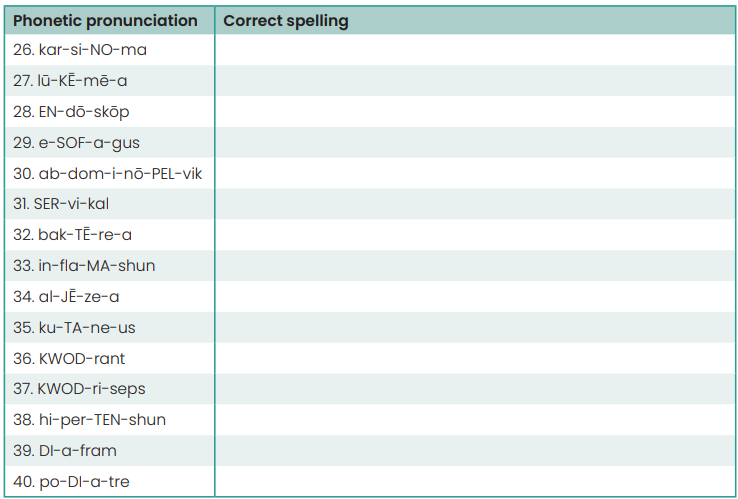 Phonetic pronunciation Correct spelling
26. kar-si-NO-ma
27. lū-KĒ-mē-a
28. EN-dō-skōp
29. e-SOF-a-gus
30. ab-dom-i-nō-PEL-vik
31. SER-vi-kal
32. bak-TĒ-re-a
33. in-fla-MA-shun
34. al-JĒ-ze-a
35. ku-TA-ne-us
36. KWOD-rant
37. KWOD-ri-seps
38. hi-per-TEN-shun
39. DI-a-fram
40. po-DI-a-tre